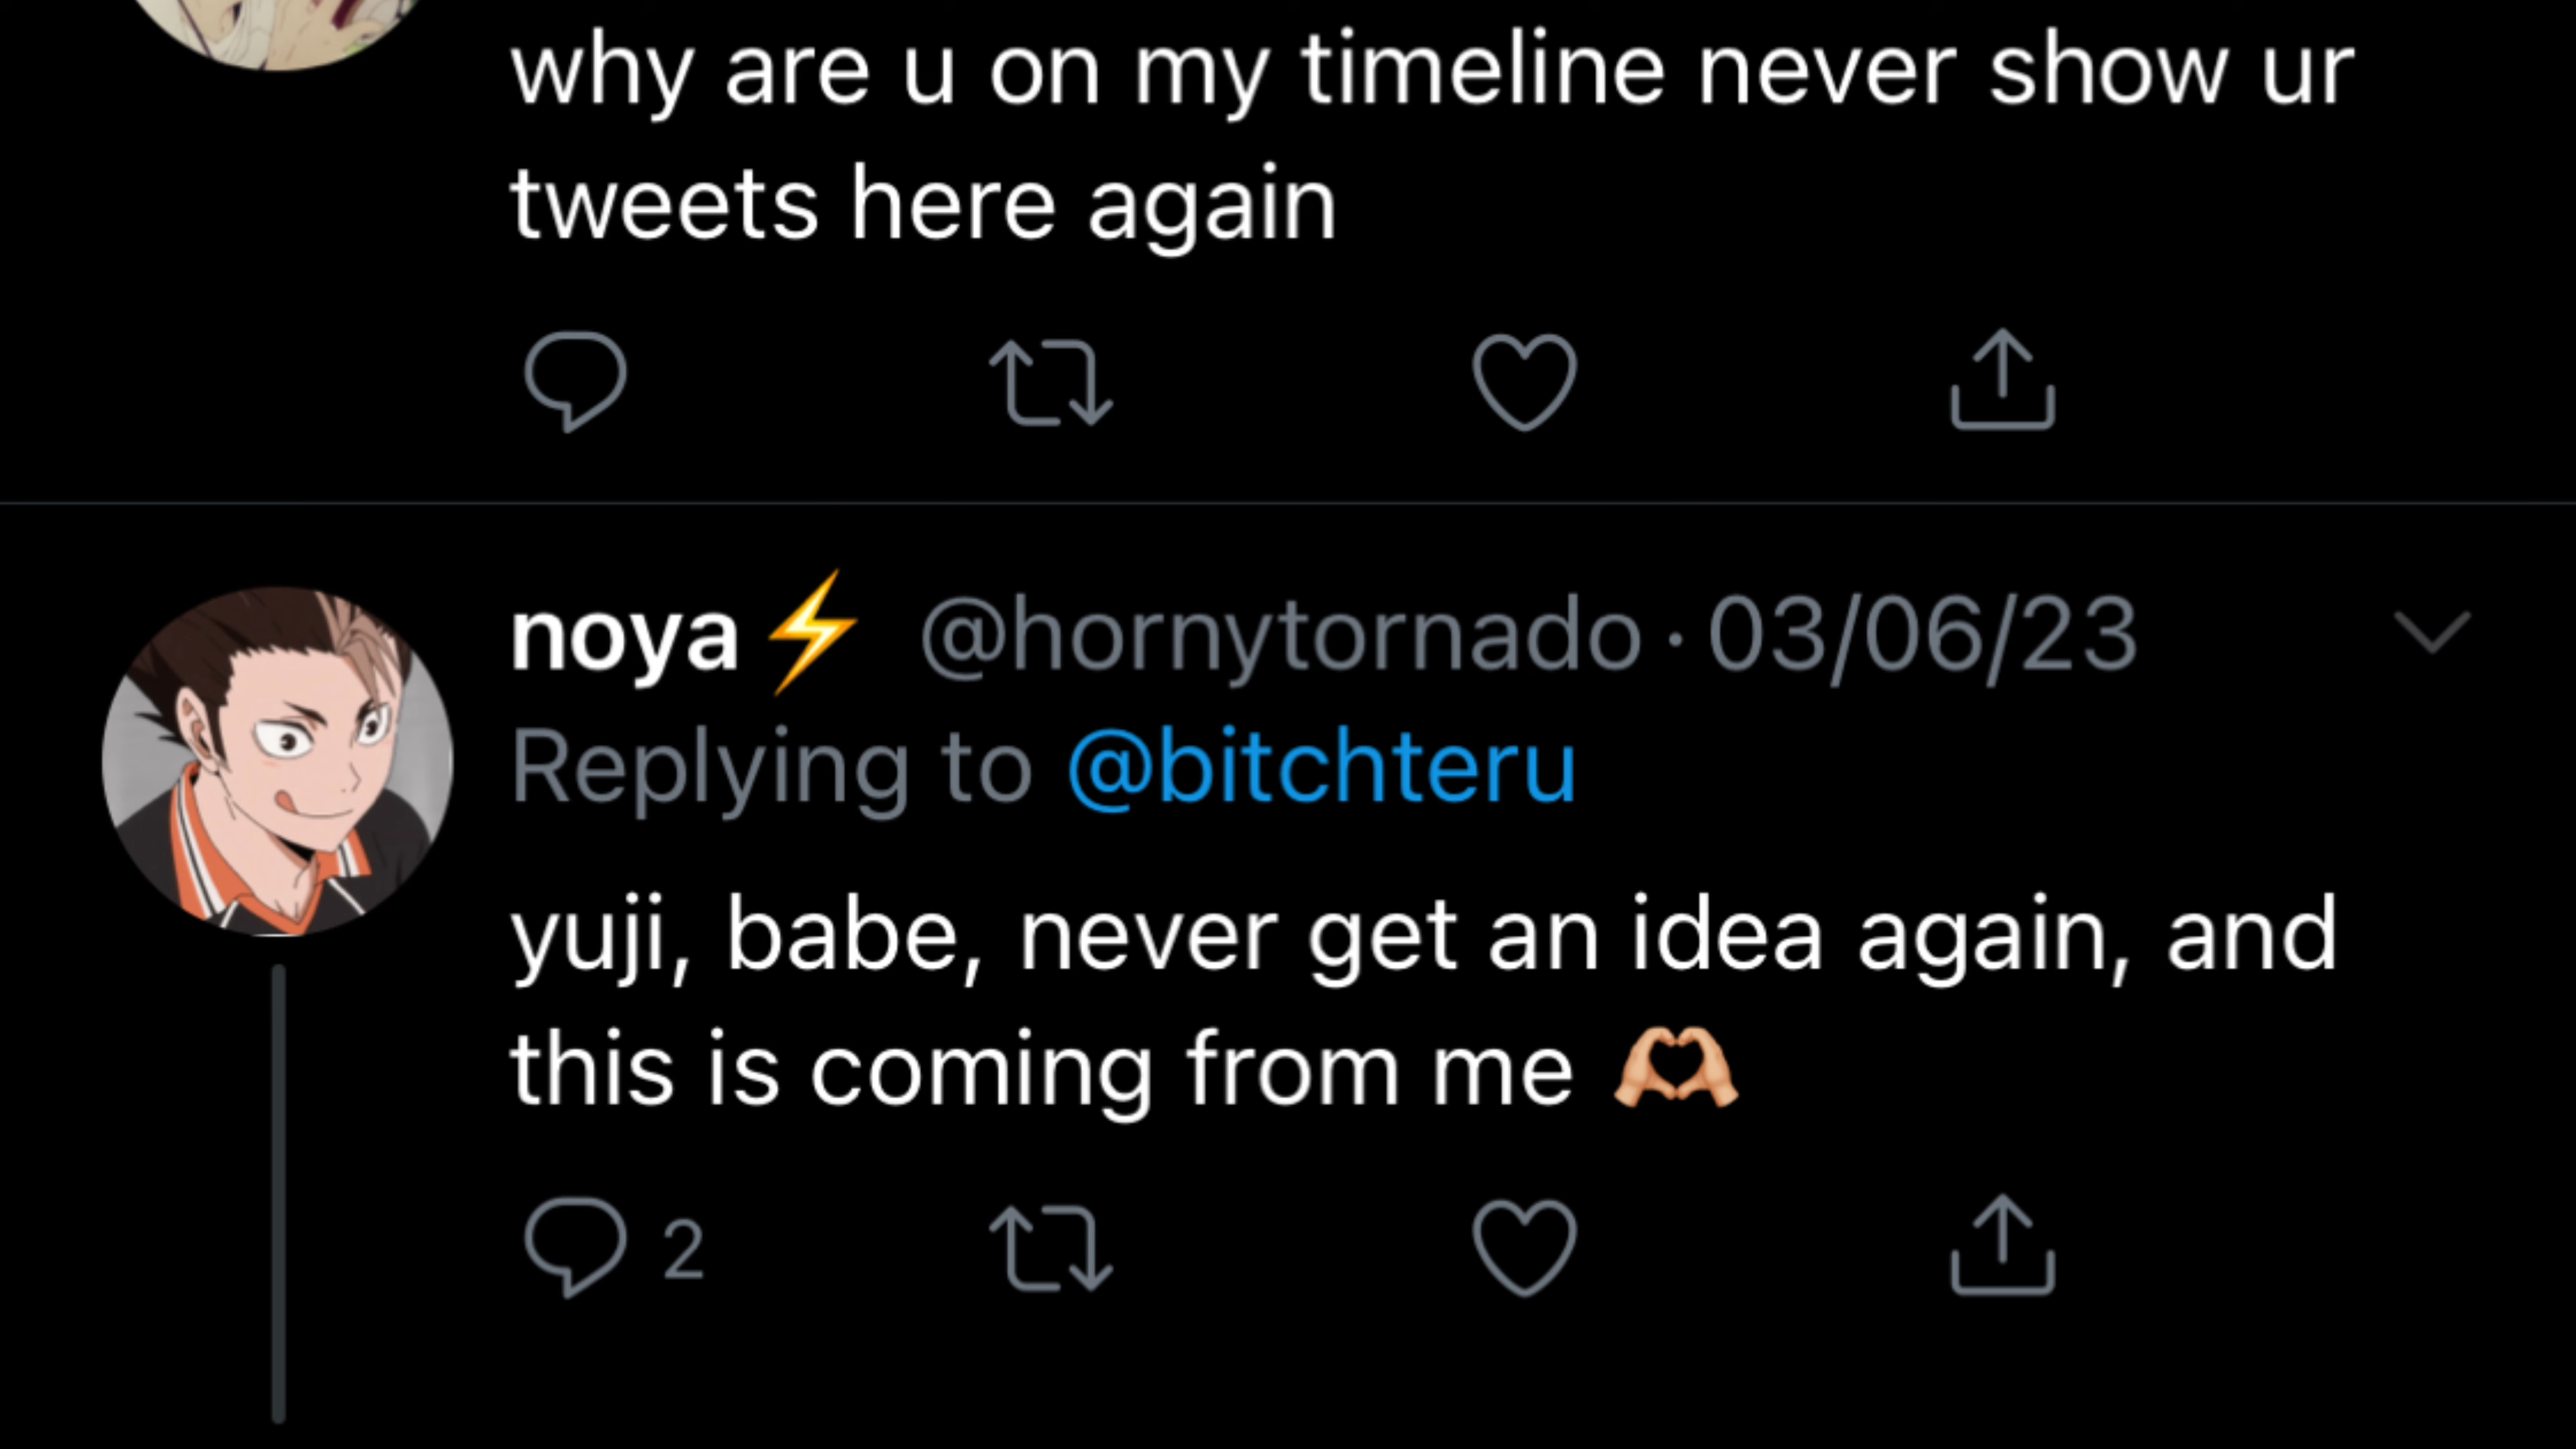 why are u on my timeline never show ur
tweets here again
noya⚡ @hornytornado · 03/06/23
Replying to @bitchteru
yuji, babe, never get an idea again, and
this is coming from me 🫶🏼
2